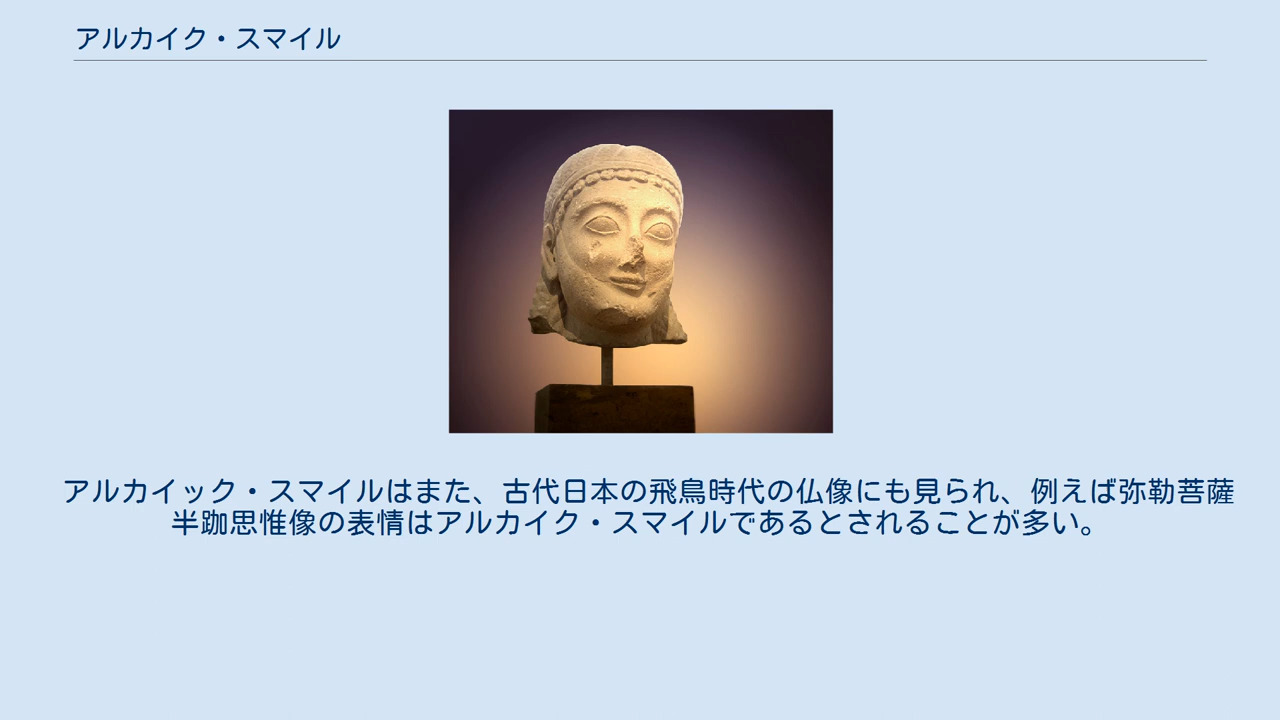 アルカイク・スマイル
アルカイック・スマイルはまた、古代日本の飛鳥時代の仏像にも見られ、例えば弥勒菩薩
半跏思惟像の表情はアルカイク・スマイルであるとされることが多い。